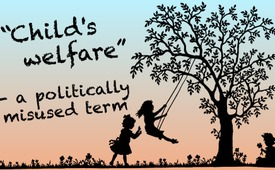 “Child's
welfare”
- a politically
misused term